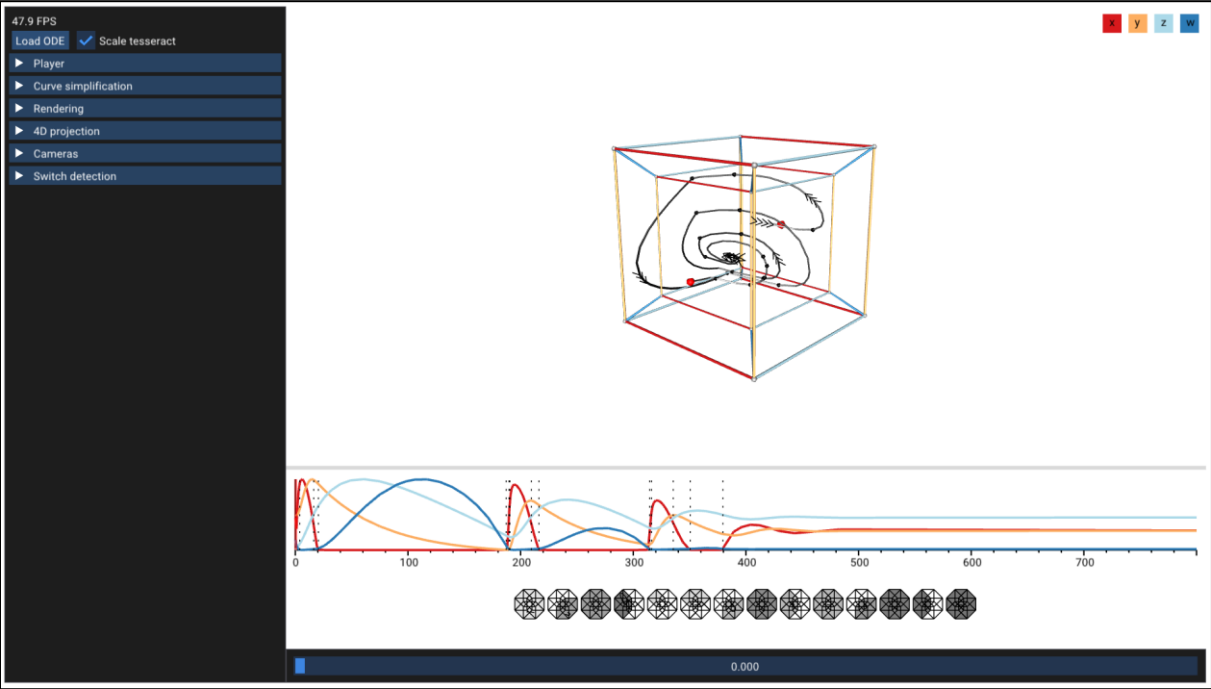 47.9 FPS
Load ODE Scale tesseract
Player
Curve simplification
Rendering
4D projection
Cameras
Switch detection
x y z w
0 100 200 300 400 500 600 700
0.000